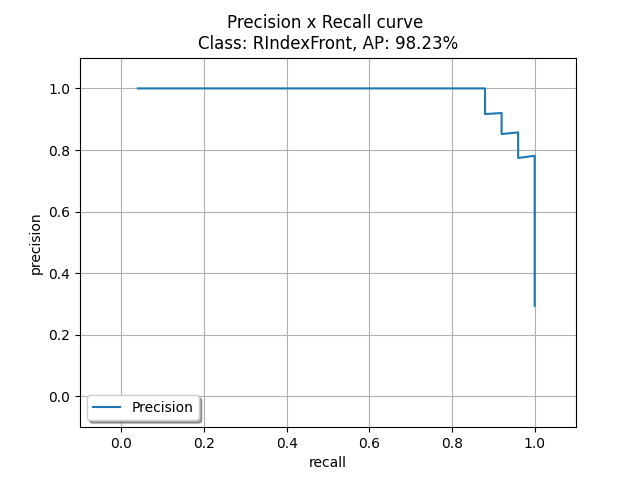 Precision x Recall curve
Class: RIndexFront, AP: 98.23%
1.0
0.8
0.6
0.4
0.2
0.0
precision
Precision
0.0 0.2 0.4 0.6 0.8 1.0
recall